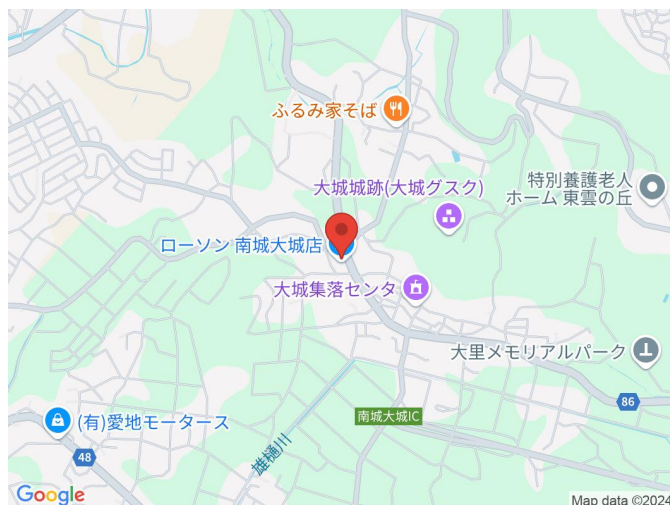 ふるみ家そば
大城城跡(大城グスク)
特別養護老人
ホーム 東雲の丘
ローソン 南城大城店
大城集落センタ
大里メモリアルパーク
86
南城大城IC
(有)愛地モータース
48
雄樋川
Google
Map data ©2024